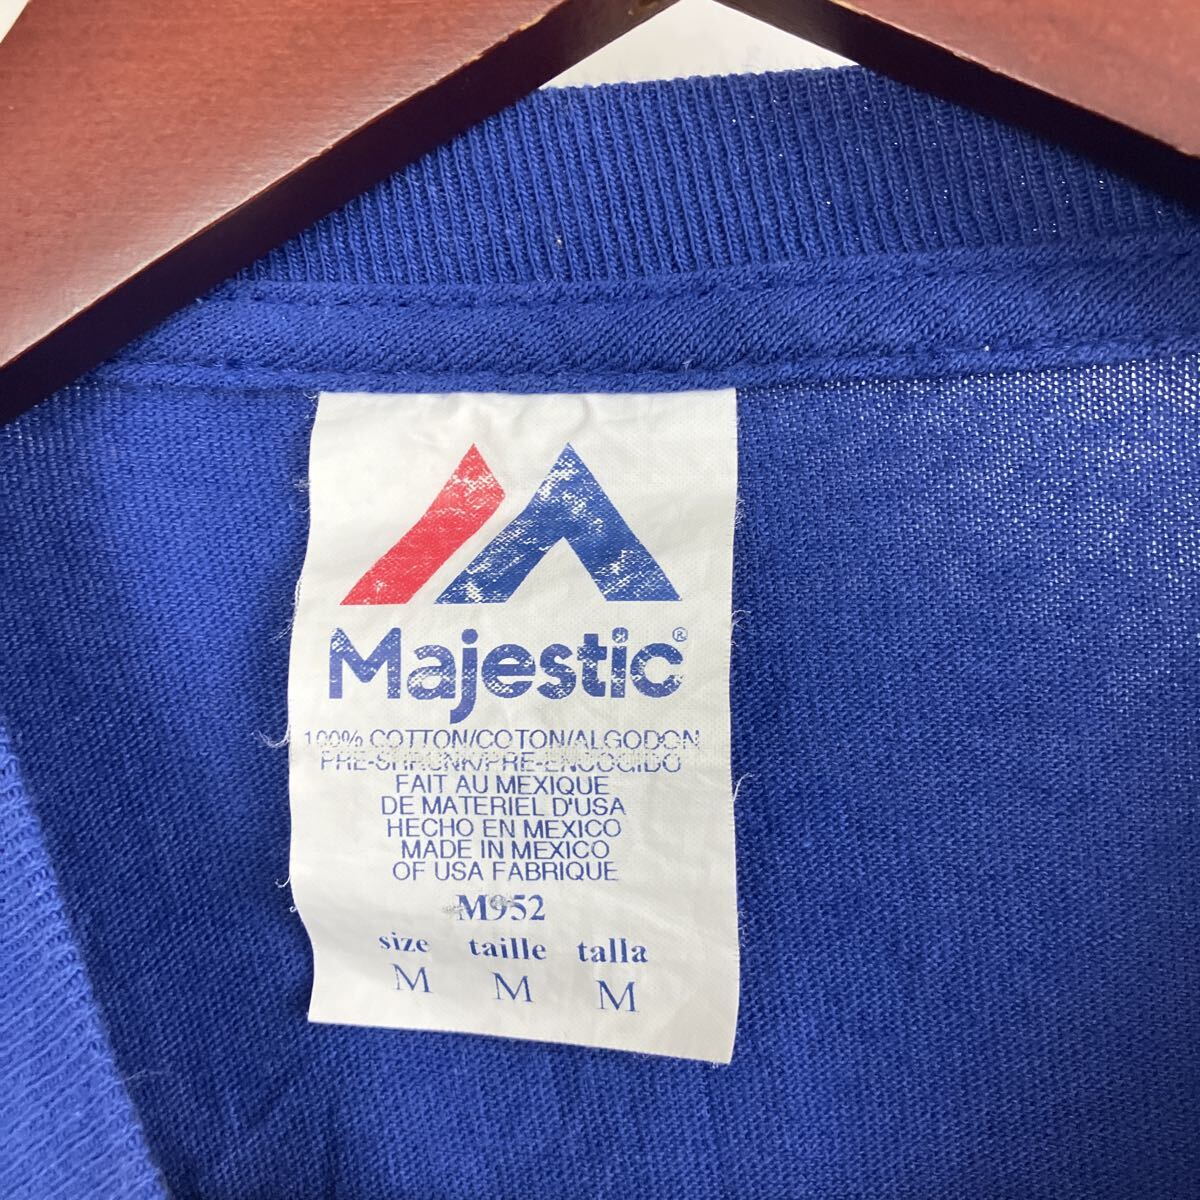 Majestic®
100% COTTON/COTON/ALGODON
PRE-SHRUNK/PRE-ENCOGIDO
FAIT AU MEXIQUE
DE MATERIEL D'USA
HECHO EN MEXICO
MADE IN MEXICO
OF USA FABRIQUE
M952
size taille talla
M M M